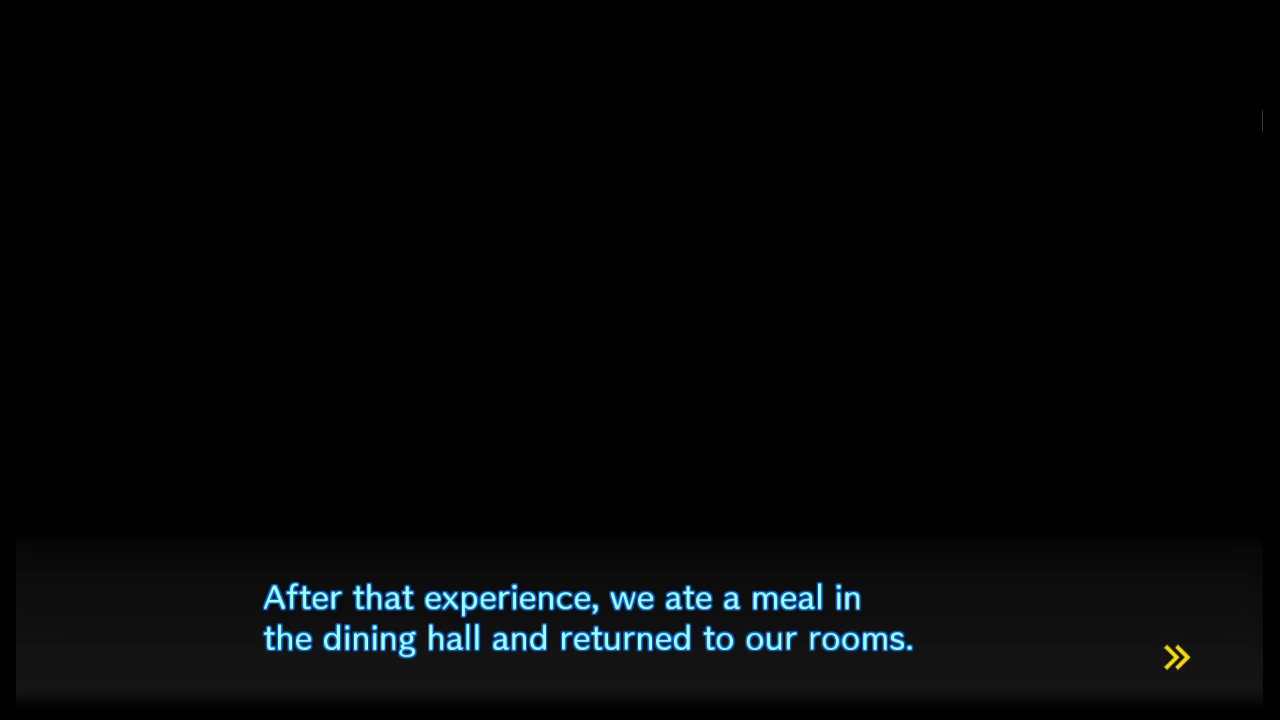 After that experience, we ate a meal in
the dining hall and returned to our rooms.